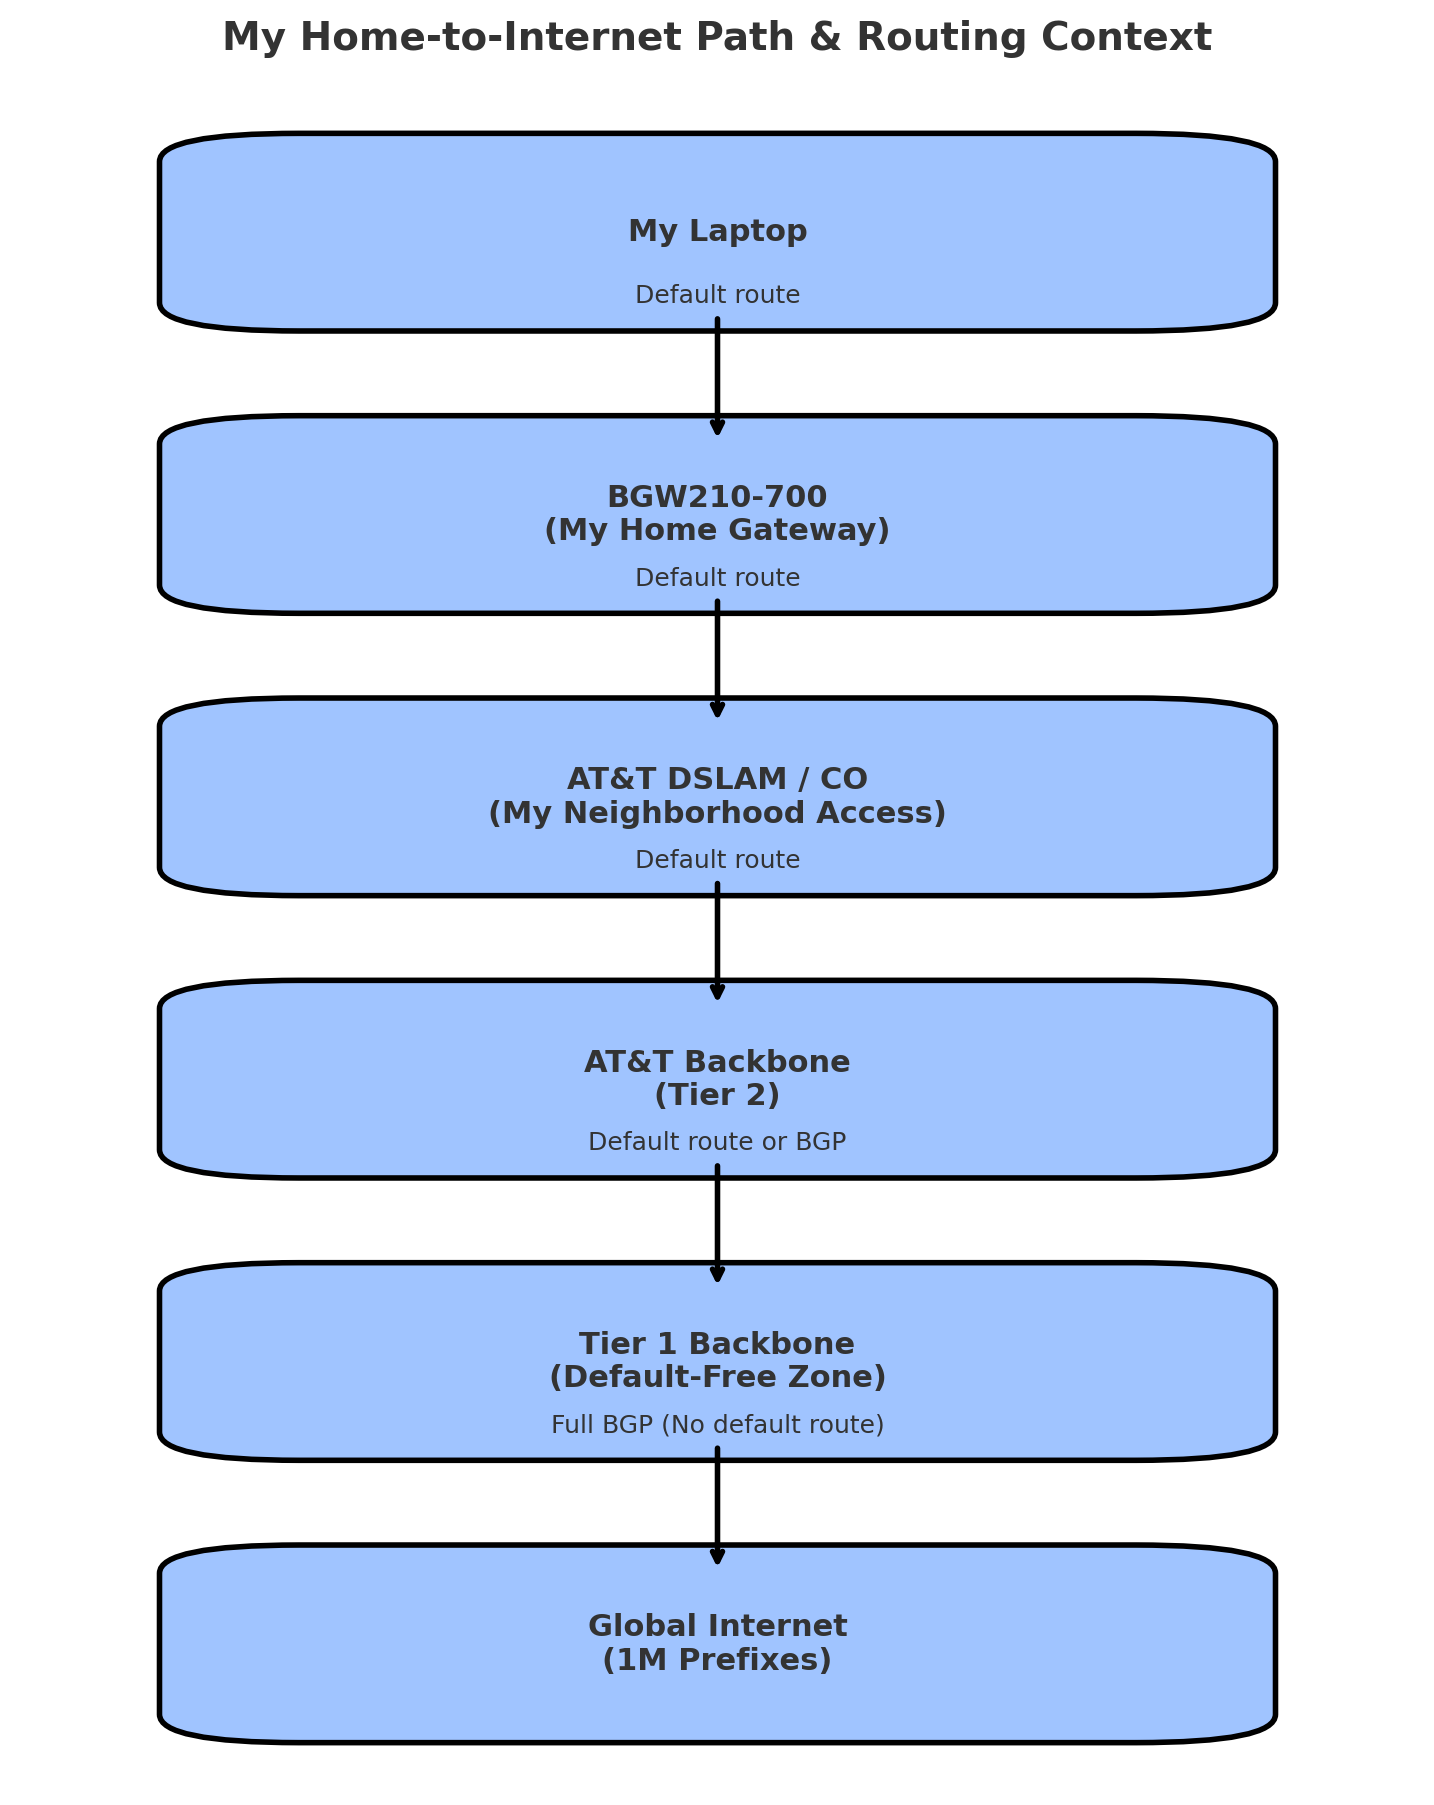 My Home-to-Internet Path & Routing Context
My Laptop
Default route
BGW210-700
(My Home Gateway)
Default route
AT&T DSLAM / CO
(My Neighborhood Access)
Default route
AT&T Backbone
(Tier 2)
Default route or BGP
Tier 1 Backbone
(Default-Free Zone)
Full BGP (No default route)
Global Internet
(1M Prefixes)